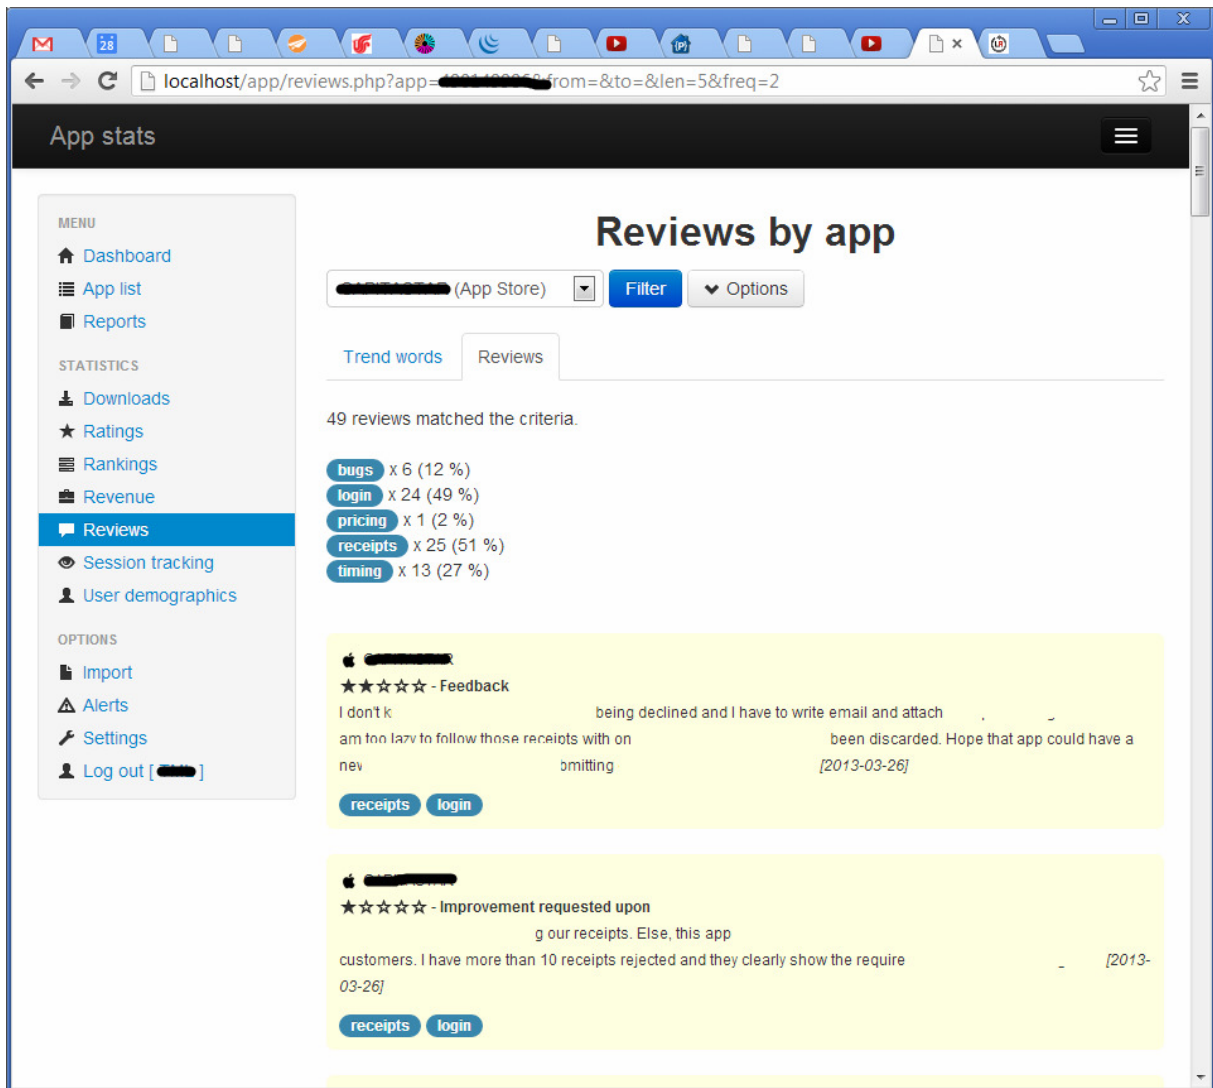 28
localhost/app/reviews.php?app= from=&to=&len=5&freq=2
App stats
MENU
Dashboard
App list
Reports
STATISTICS
Downloads
Ratings
Rankings
Revenue
Reviews
Session tracking
User demographics
OPTIONS
Import
Alerts
Settings
Log out [ ]
Reviews by app
(App Store)
Filter
Options
Trend words
Reviews
49 reviews matched the criteria.
bugs x 6 (12 %)
login x 24 (49 %)
pricing x 1 (2 %)
receipts x 25 (51 %)
timing x 13 (27 %)
★★☆☆☆ - Feedback
I don't being declined and I have to write email and attach
am too lazy to follow those receipts with on been discarded. Hope that app could have a
[2013-03-26]
receipts login
★☆☆☆☆ - Improvement requested upon
our receipts. Else, this app
customers. I have more than 10 receipts rejected and they clearly show the require [2013-
03-26]
receipts login